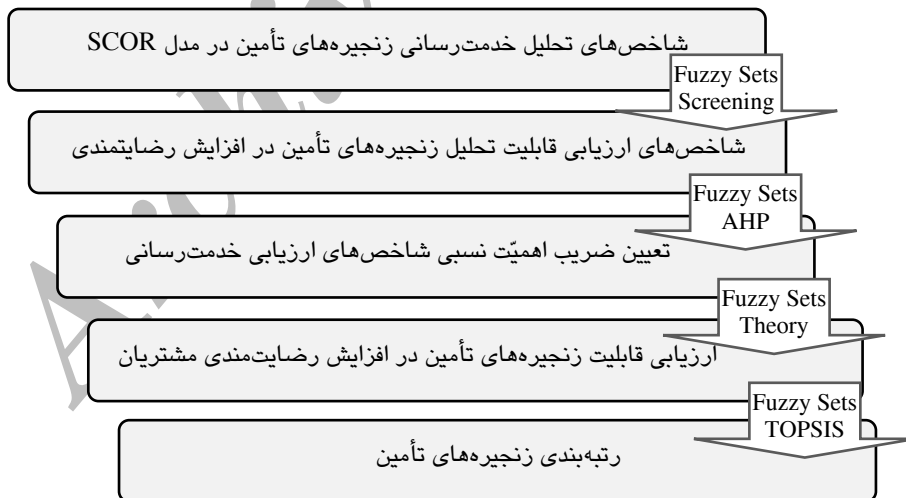 شاخص‌های تحلیل خدمت‌رسانی زنجیره‌های تأمین در مدل SCOR
Fuzzy Sets
Screening
شاخص‌های ارزیابی قابلیت تحلیل زنجیره‌های تأمین در افزایش رضایتمندی
Fuzzy Sets
AHP
تعیین ضریب اهمیّت نسبی شاخص‌های ارزیابی خدمت‌رسانی
Fuzzy Sets
Theory
ارزیابی قابلیت زنجیره‌های تأمین در افزایش رضایت‌مندی مشتریان
Fuzzy Sets
TOPSIS
رتبه‌بندی زنجیره‌های تأمین